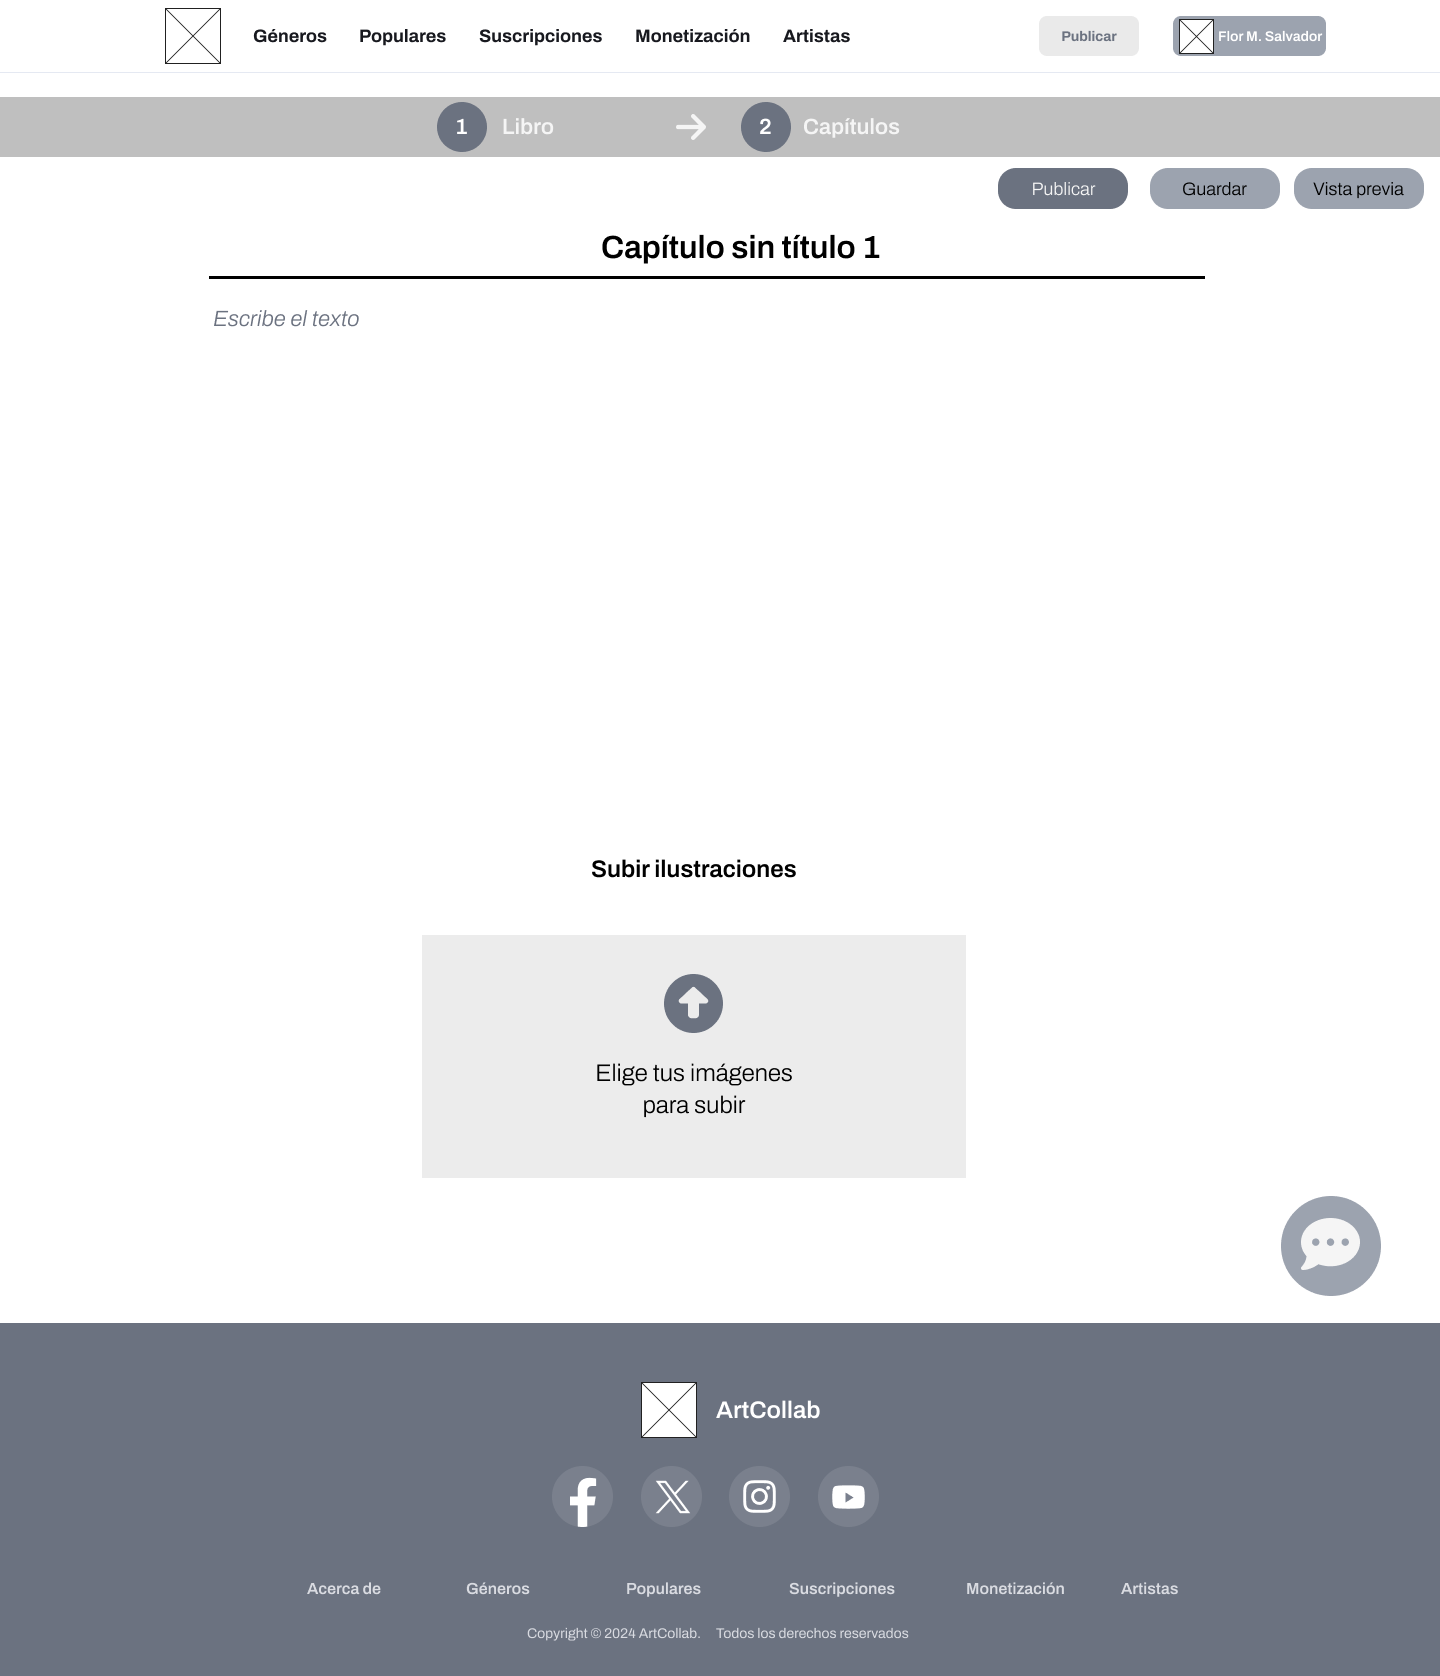 Géneros Populares Suscripciones Monetización Artistas Publicar Flor M. Salvador
1 Libro 2 Capítulos
Publicar Guardar Vista previa
Capítulo sin título 1
Escribe el texto
Subir ilustraciones
Elige tus imágenes
para subir
ArtCollab
Acerca de Géneros Populares Suscripciones Monetización Artistas
Copyright © 2024 ArtCollab. Todos los derechos reservados